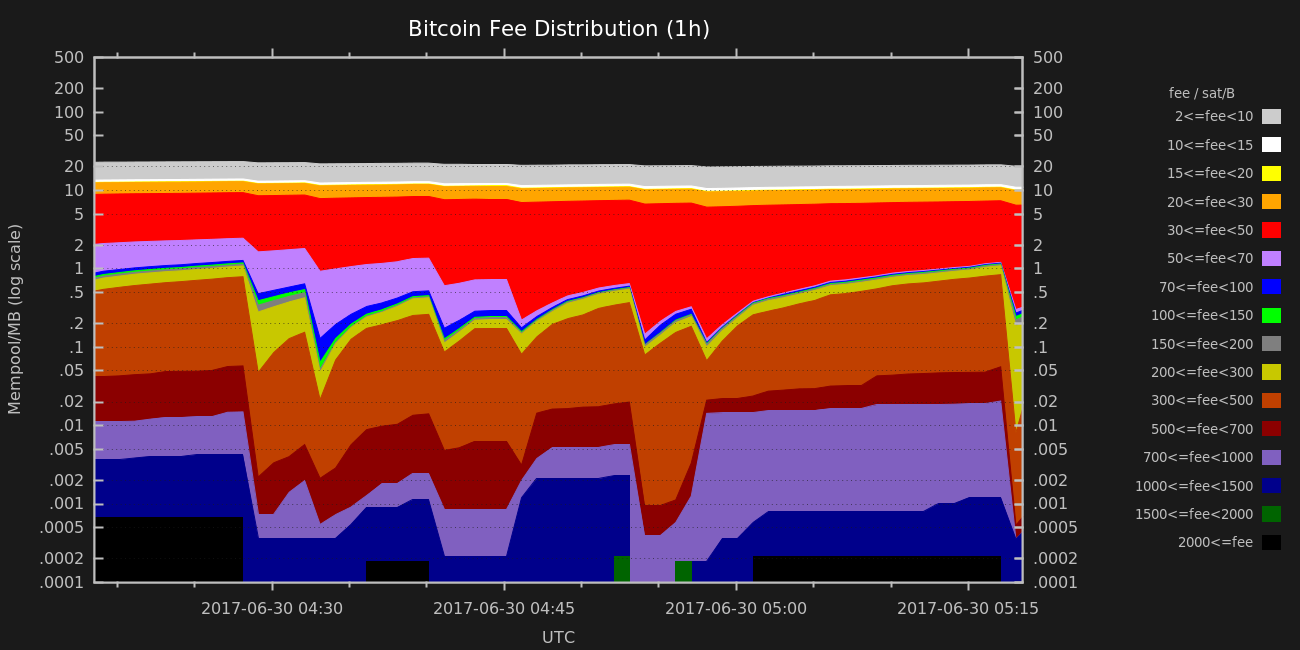 Bitcoin Fee Distribution (1h)
500
200
100
50
20
10
5
2
1
.5
.2
.1
.05
.02
.01
.005
.002
.001
.0005
.0002
.0001
Mempool/MB (log scale)
500
200
100
50
20
10
5
2
1
.5
.2
.1
.05
.02
.01
.005
.002
.001
.0005
.0002
.0001
2017-06-30 04:30
2017-06-30 04:45
2017-06-30 05:00
2017-06-30 05:15
UTC
fee / sat/B
2<=fee<10
10<=fee<15
15<=fee<20
20<=fee<30
30<=fee<50
50<=fee<70
70<=fee<100
100<=fee<150
150<=fee<200
200<=fee<300
300<=fee<500
500<=fee<700
700<=fee<1000
1000<=fee<1500
1500<=fee<2000
2000<=fee